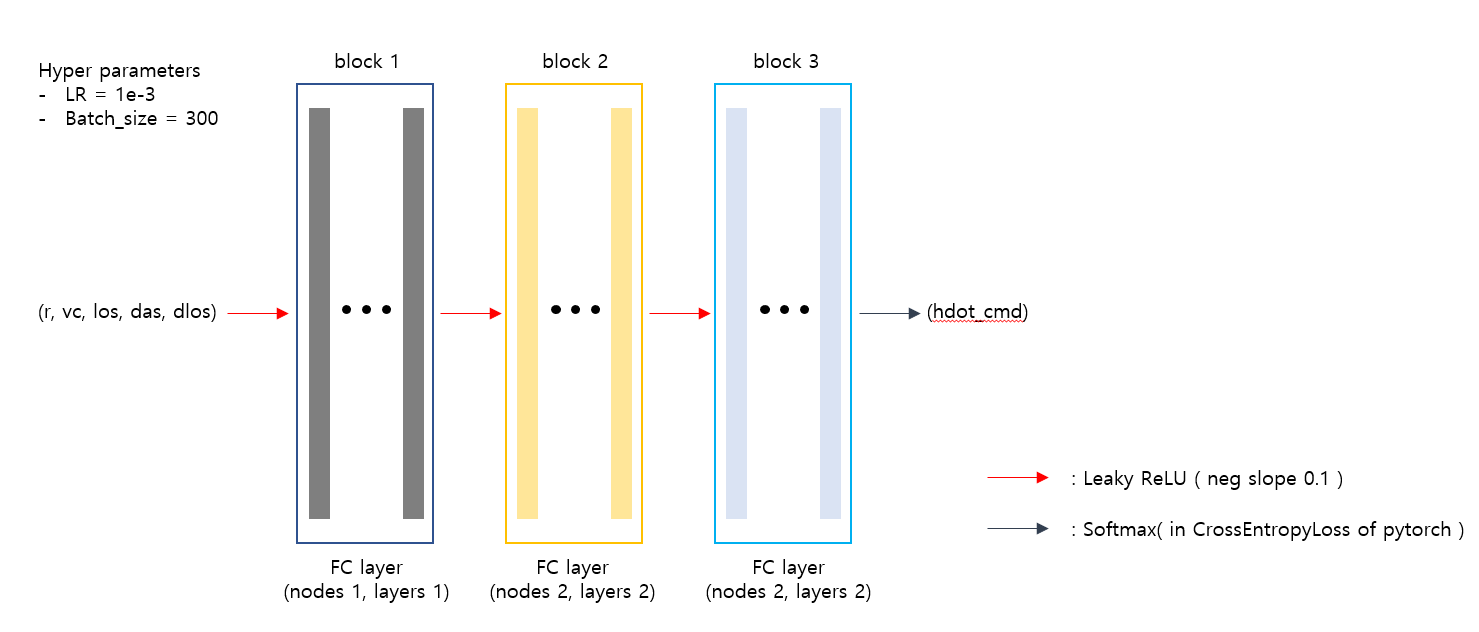 Hyper parameters
- LR = 1e-3
- Batch_size = 300
block 1
block 2
block 3
(r, vc, los, das, dlos)
(hdot_cmd)
: Leaky ReLU ( neg slope 0.1 )
: Softmax( in CrossEntropyLoss of pytorch )
FC layer
(nodes 1, layers 1)
FC layer
(nodes 2, layers 2)
FC layer
(nodes 2, layers 2)